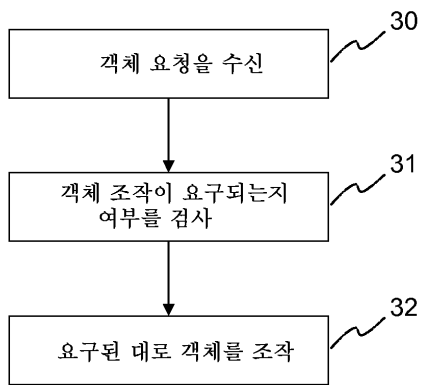 30
객체 요청을 수신
31
객체 조작이 요구되는지
여부를 검사
32
요구된 대로 객체를 조작